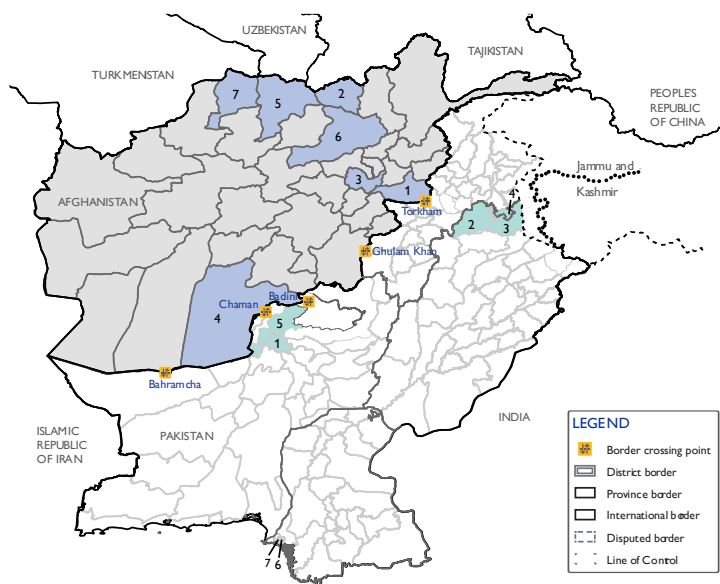 UZBEKISTAN
TAJIKISTAN
TURKMENSTAN
PEOPLE'S
REPUBLIC
OF CHINA
7
5
2
6
Jammu and
Kashmir
3
1
4
AFGHANISTAN
Torkham
2
3
Ghulam Khan
Badini
Chaman
4
5
1
Bahramcha
ISLAMIC
REPUBLIC
OF IRAN
PAKISTAN
INDIA
7 6
LEGEND
Border crossing point
District border
Province border
International border
Disputed border
Line of Control